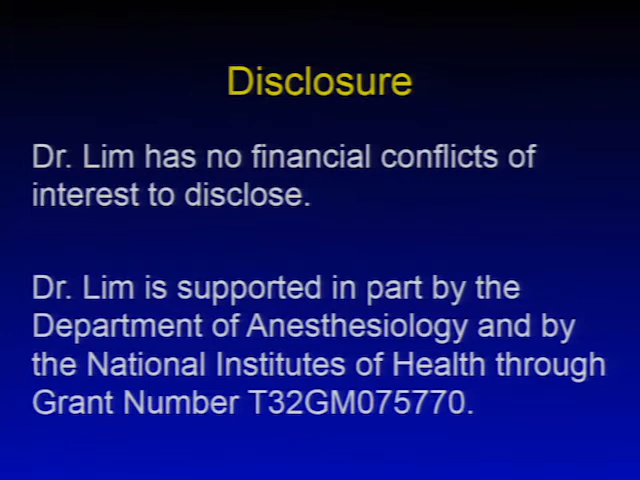 Disclosure
Dr. Lim has no financial conflicts of
interest to disclose.
Dr. Lim is supported in part by the
Department of Anesthesiology and by
the National Institutes of Health through
Grant Number T32GM075770.